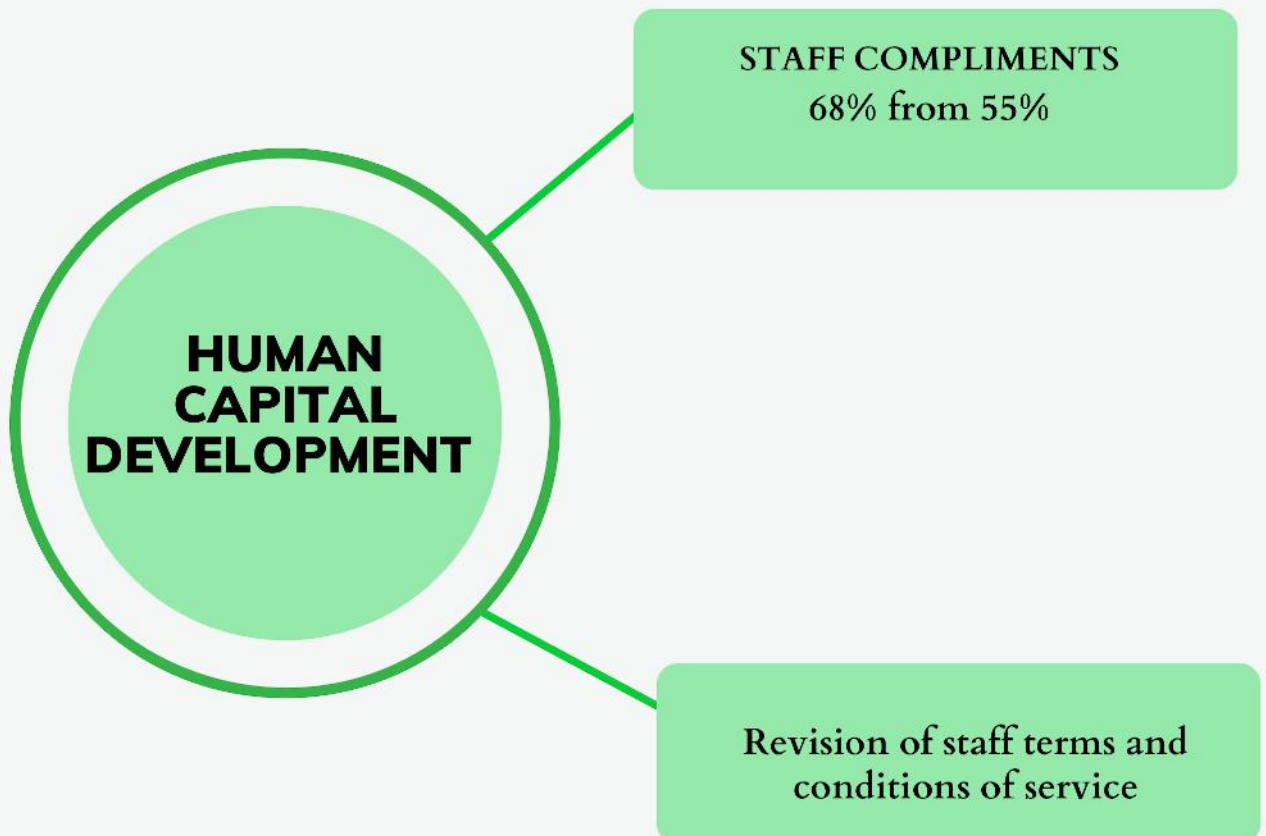 STAFF COMPLIMENTS
68% from 55%
HUMAN
CAPITAL
DEVELOPMENT
Revision of staff terms and
conditions of service